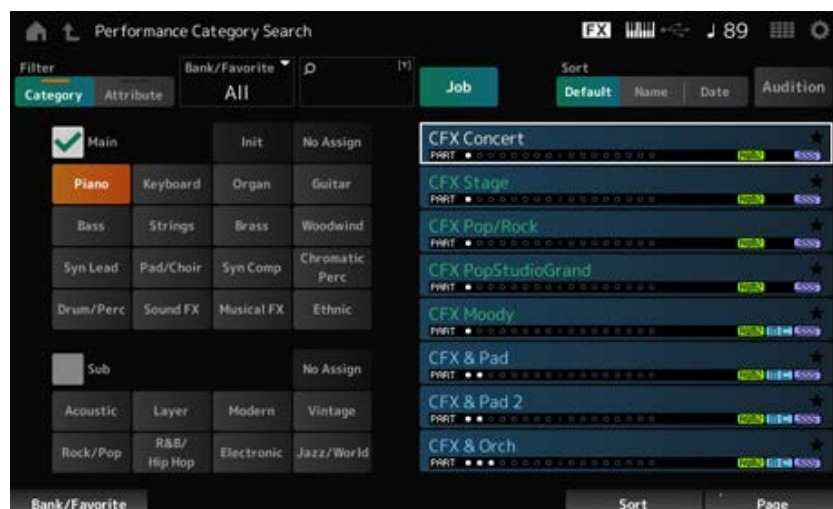 Performance Category Search
FX
♩ 89
Filter
Category
Attribute
Bank/Favorite
All
Job
Sort
Default
Name
Date
Audition
Main
Init
No Assign
Piano
Keyboard
Organ
Guitar
Bass
Strings
Brass
Woodwind
Syn Lead
Pad/Choir
Syn Comp
Chromatic
Perc
Drum/Perc
Sound FX
Musical FX
Ethnic
Sub
No Assign
Acoustic
Layer
Modern
Vintage
Rock/Pop
R&B/
Hip Hop
Electronic
Jazz/World
CFX Concert
PART
CFX Stage
PART
CFX Pop/Rock
PART
CFX PopStudioGrand
PART
CFX Moody
PART
CFX & Pad
PART
CFX & Pad 2
PART
CFX & Orch
PART
Bank/Favorite
Sort
Page